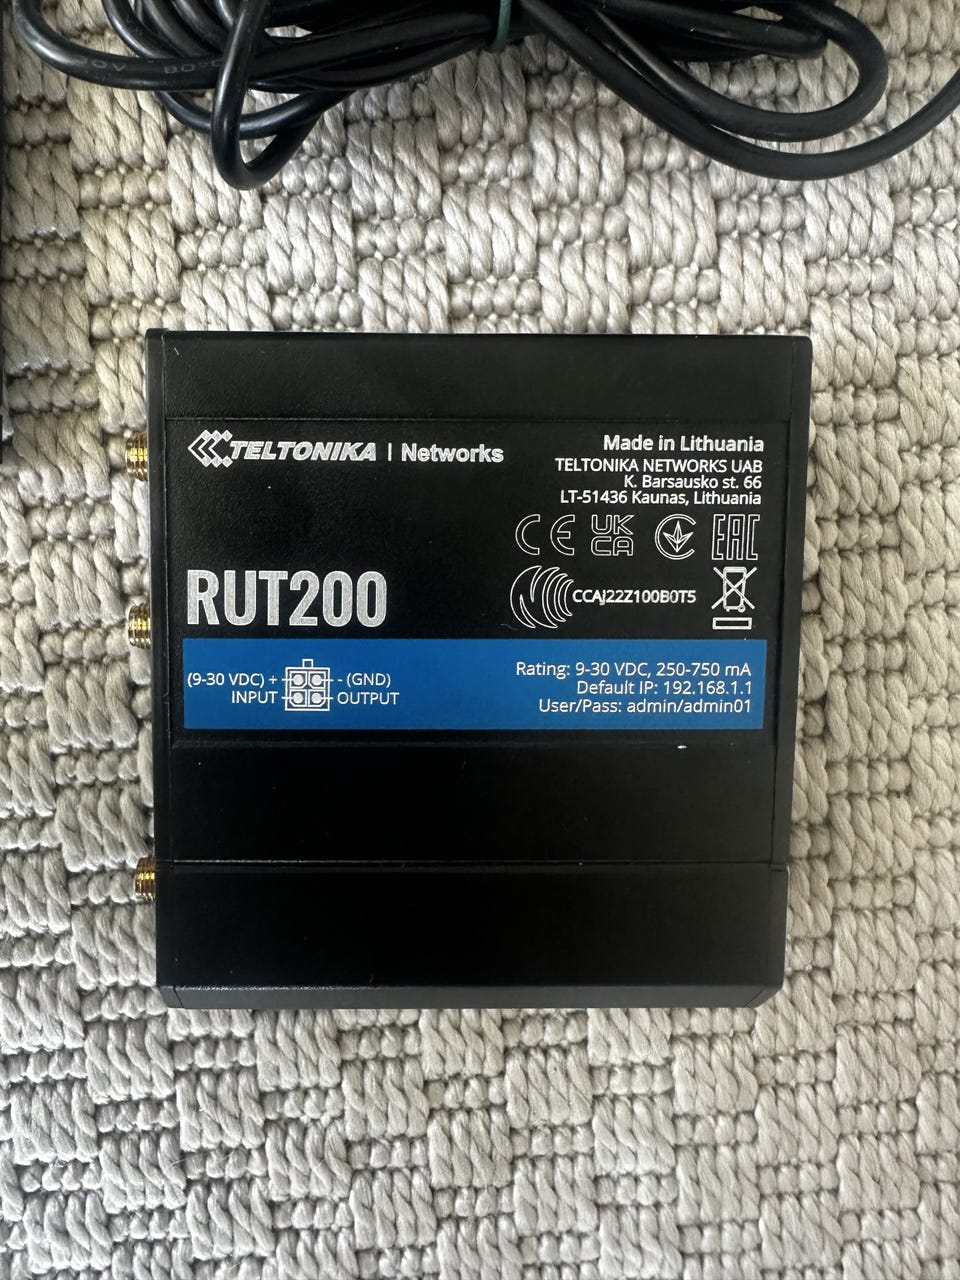 TELTONIKA | Networks
Made in Lithuania
TELTONIKA NETWORKS UAB
K. Barsausko st. 66
LT-51436 Kaunas, Lithuania
CE UK CA EAC
RUT200
CCAJ22Z100B0T5
(9-30 VDC) + - (GND)
INPUT OUTPUT
Rating: 9-30 VDC, 250-750 mA
Default IP: 192.168.1.1
User/Pass: admin/admin01